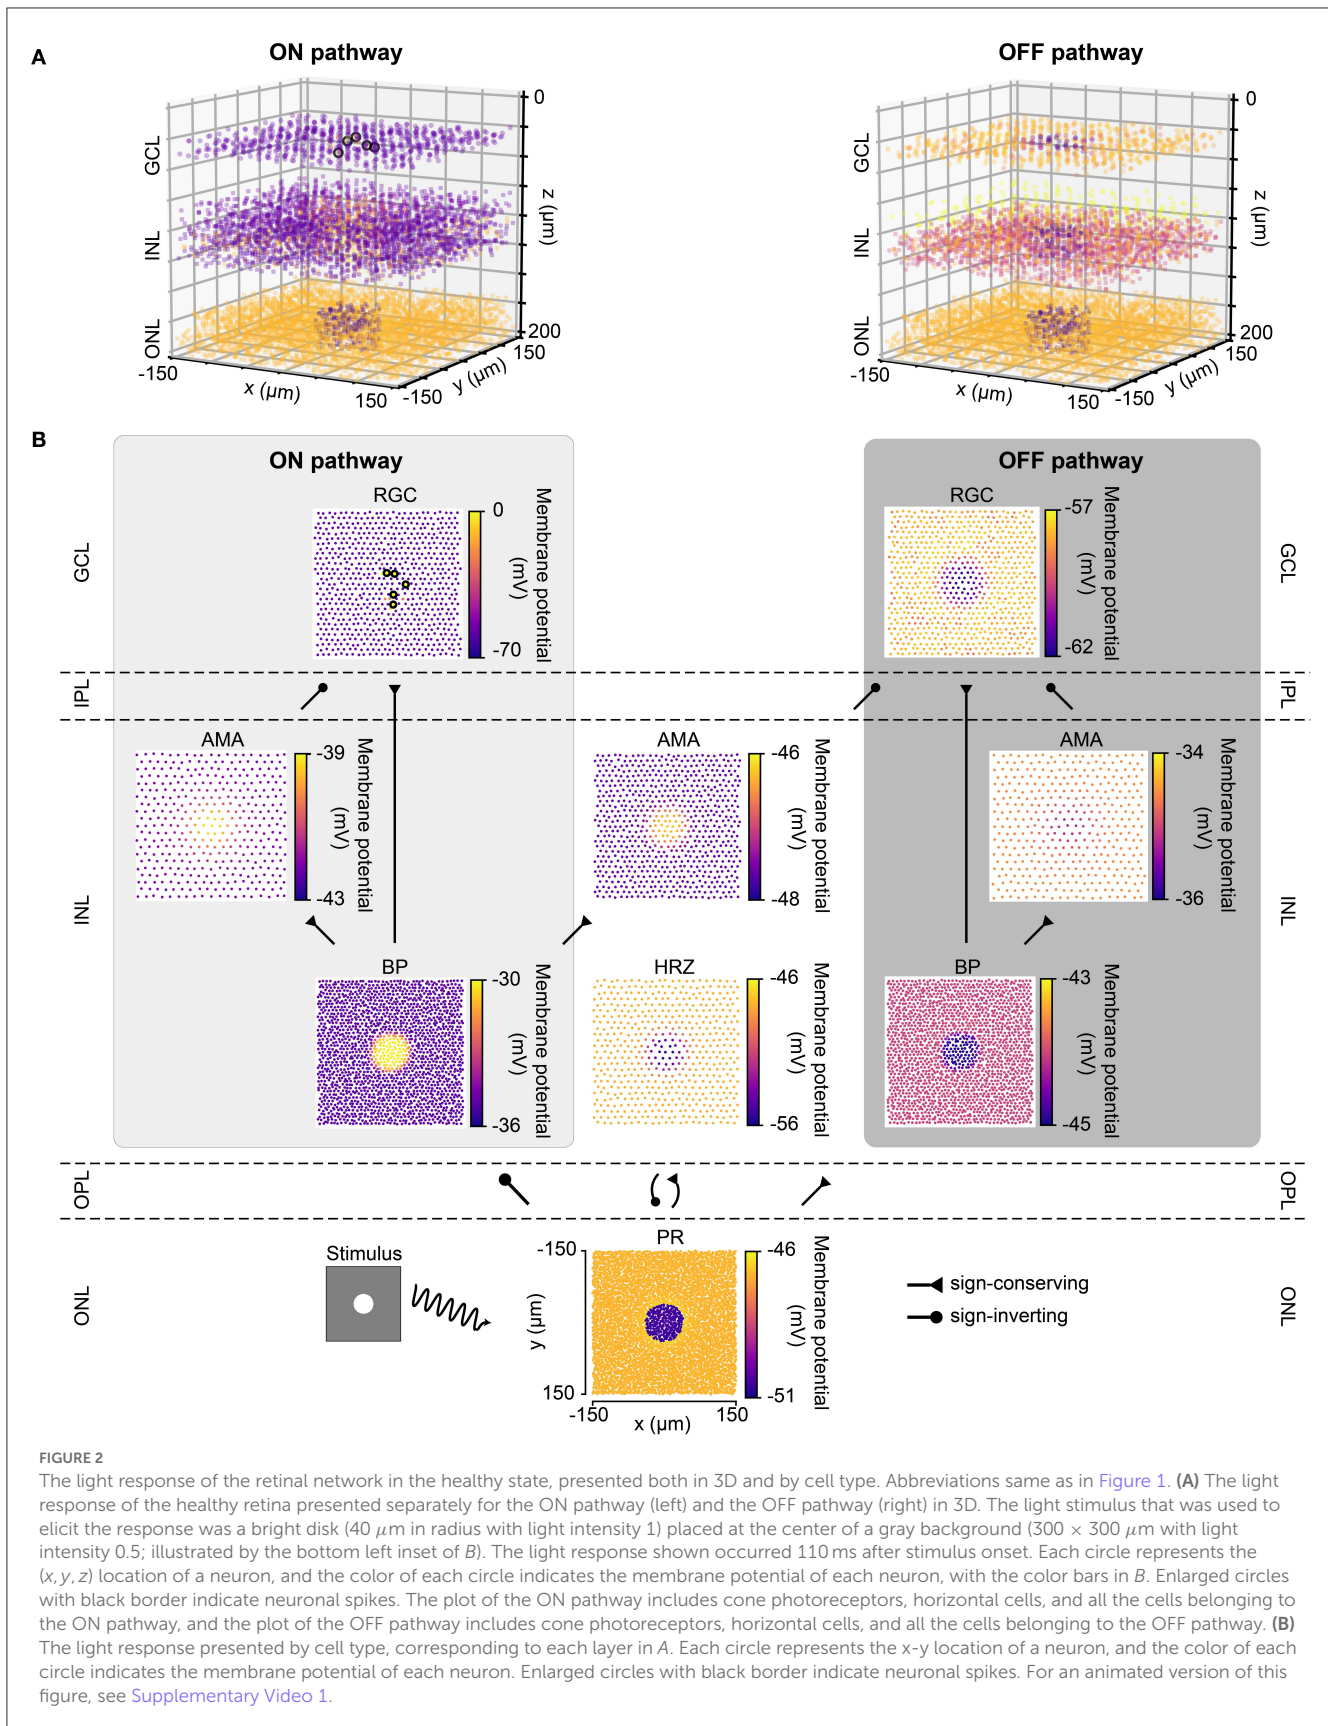 A
ON pathway
OFF pathway
0
GCL
INL
ONL
z (µm)
200
150
-150
x (µm)
150
-150
y (µm)
0
GCL
INL
ONL
z (µm)
200
150
-150
x (µm)
150
-150
y (µm)
B
ON pathway
OFF pathway
GCL
RGC
0
-70
Membrane potential
(mV)
RGC
-57
-62
Membrane potential
(mV)
GCL
IPL
IPL
INL
AMA
-39
-43
Membrane potential
(mV)
AMA
-46
-48
Membrane potential
(mV)
AMA
-34
-36
Membrane potential
(mV)
INL
BP
-30
-36
Membrane potential
(mV)
HRZ
-46
-56
Membrane potential
(mV)
BP
-43
-45
Membrane potential
(mV)
OPL
OPL
ONL
Stimulus
PR
-150
y (µm)
150
-150
150
x (µm)
-46
-51
Membrane potential
(mV)
sign-conserving
sign-inverting
ONL
FIGURE 2
The light response of the retinal network in the healthy state, presented both in 3D and by cell type. Abbreviations same as in Figure 1. (A) The light
response of the healthy retina presented separately for the ON pathway (left) and the OFF pathway (right) in 3D. The light stimulus that was used to
elicit the response was a bright disk (40 µm in radius with light intensity 1) placed at the center of a gray background (300 × 300 µm with light
intensity 0.5; illustrated by the bottom left inset of B). The light response shown occurred 110 ms after stimulus onset. Each circle represents the
(x, y, z) location of a neuron, and the color of each circle indicates the membrane potential of each neuron, with the color bars in B. Enlarged circles
with black border indicate neuronal spikes. The plot of the ON pathway includes cone photoreceptors, horizontal cells, and all the cells belonging to
the ON pathway, and the plot of the OFF pathway includes cone photoreceptors, horizontal cells, and all the cells belonging to the OFF pathway. (B)
The light response presented by cell type, corresponding to each layer in A. Each circle represents the x-y location of a neuron, and the color of each
circle indicates the membrane potential of each neuron. Enlarged circles with black border indicate neuronal spikes. For an animated version of this
figure, see Supplementary Video 1.